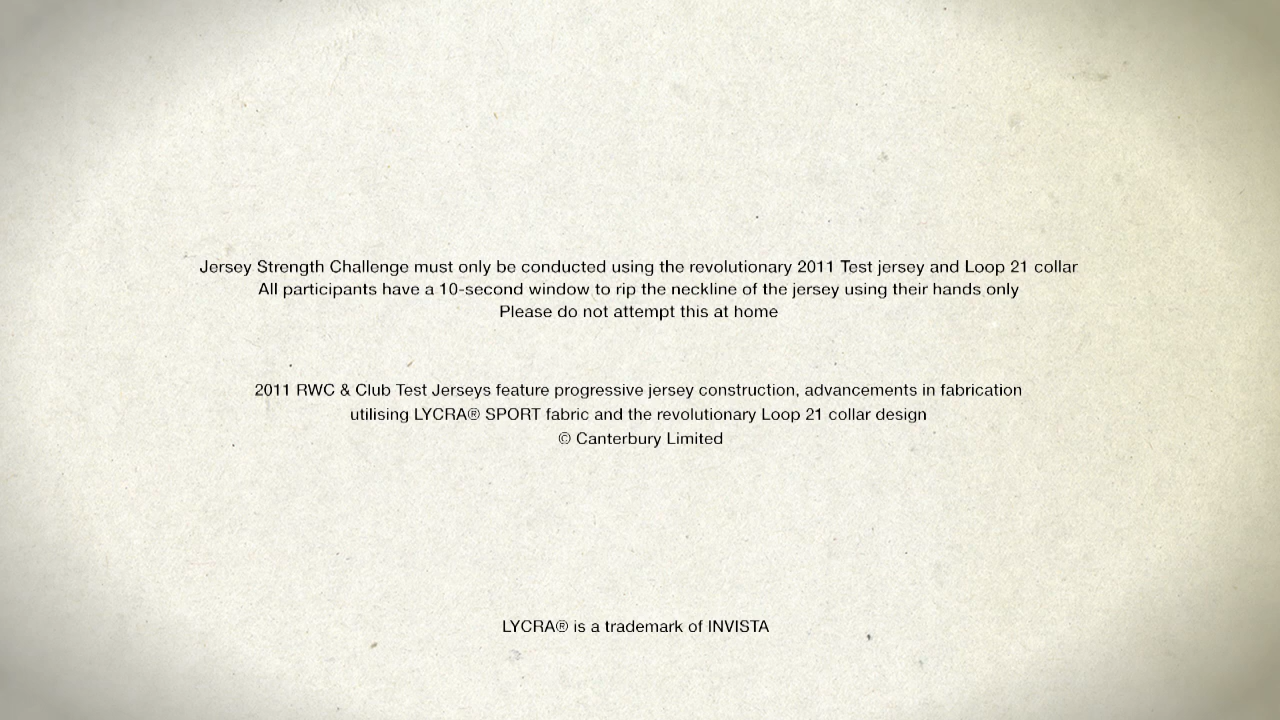 Jersey Strength Challenge must only be conducted using the revolutionary 2011 Test jersey and Loop 21 collar
All participants have a 10-second window to rip the neckline of the jersey using their hands only
Please do not attempt this at home
2011 RWC & Club Test Jerseys feature progressive jersey construction, advancements in fabrication
utilising LYCRA® SPORT fabric and the revolutionary Loop 21 collar design
© Canterbury Limited
LYCRA® is a trademark of INVISTA